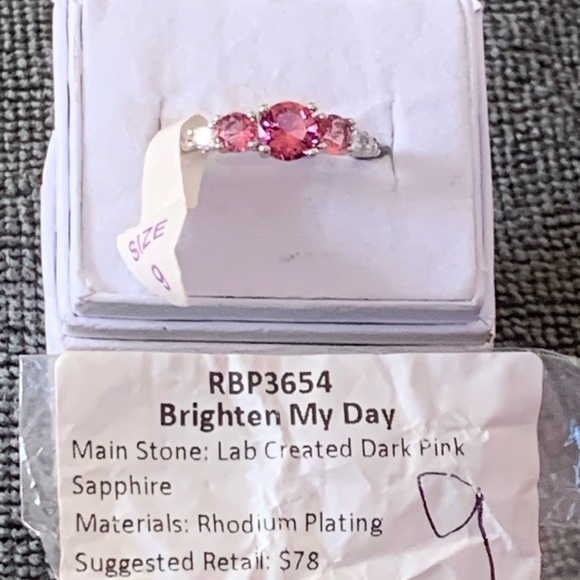 SIZE
9
RBP3654
Brighten My Day
Main Stone: Lab Created Dark Pink
Sapphire
Materials: Rhodium Plating
9
Suggested Retail: $78